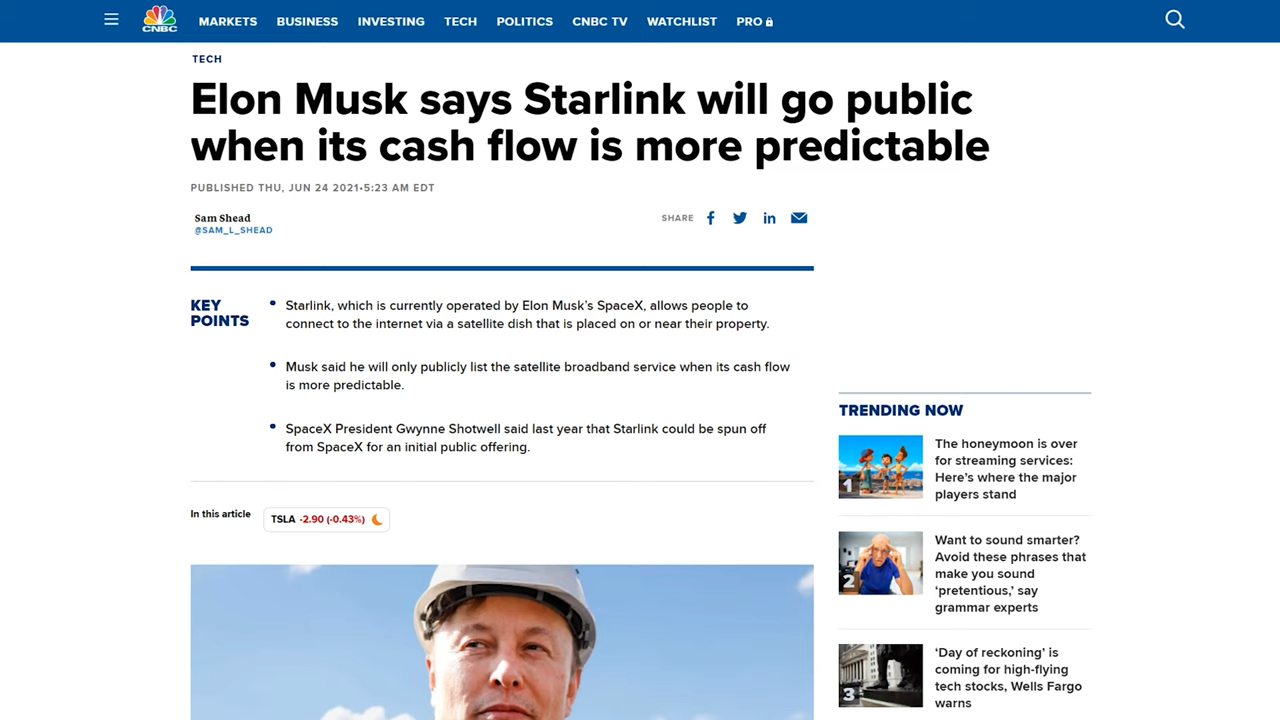 MARKETS BUSINESS INVESTING TECH POLITICS CNBC TV WATCHLIST PRO
CNBC
TECH
Elon Musk says Starlink will go public
when its cash flow is more predictable
PUBLISHED THU, JUN 24 2021•5:23 AM EDT
Sam Shead
@SAM_L_SHEAD
SHARE
KEY
POINTS
Starlink, which is currently operated by Elon Musk's SpaceX, allows people to
connect to the internet via a satellite dish that is placed on or near their property.
Musk said he will only publicly list the satellite broadband service when its cash flow
is more predictable.
SpaceX President Gwynne Shotwell said last year that Starlink could be spun off
from SpaceX for an initial public offering.
In this article
TSLA -2.90 (-0.43%)
TRENDING NOW
1
The honeymoon is over
for streaming services:
Here's where the major
players stand
2
Want to sound smarter?
Avoid these phrases that
make you sound
‘pretentious,’ say
grammar experts
3
‘Day of reckoning’ is
coming for high-flying
tech stocks, Wells Fargo
warns